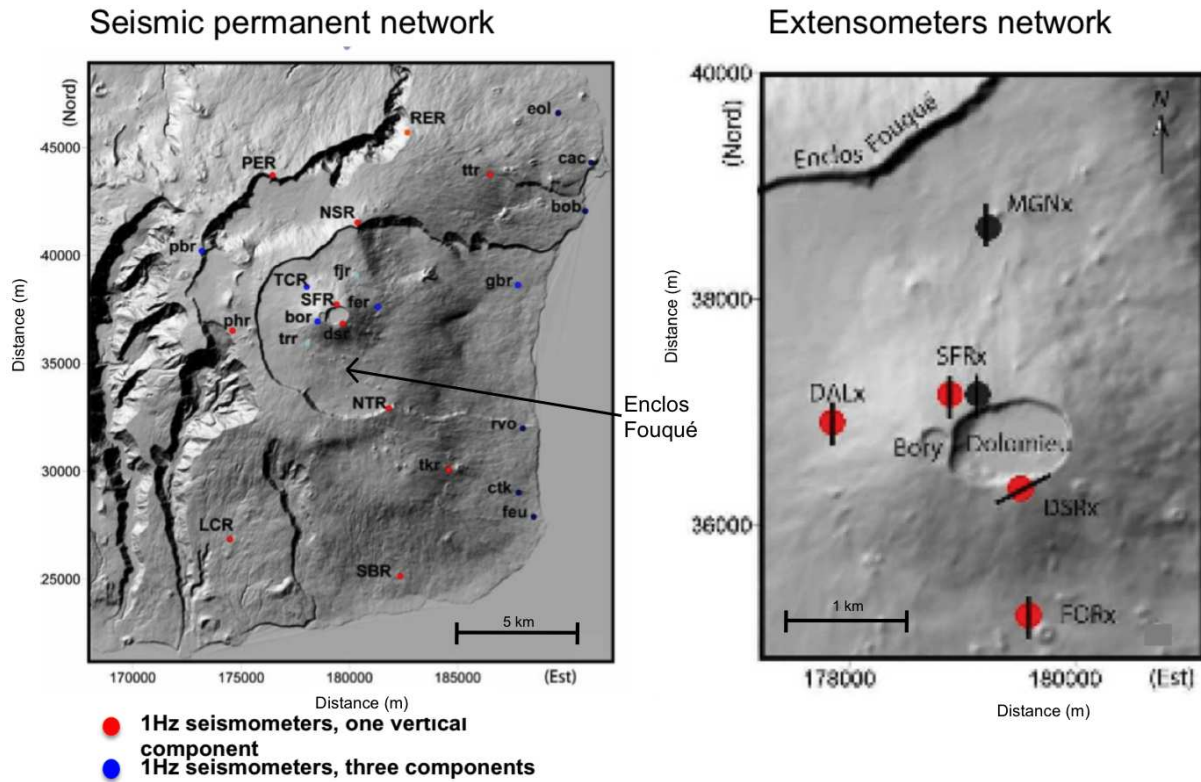 Seismic permanent network
Extensometers network
(Nord)
45000
40000
35000
30000
25000
Distance (m)
eol
RER
PER
cac
ttr
bob
NSR
pbr
TCR
fjr
gbr
SFR
fer
bor
phr
dsr
trr
NTR
rvo
tkr
ctk
feu
LCR
SBR
5 km
170000
175000
180000
185000
(Est)
Distance (m)
Enclos
Fouqué
1Hz seismometers, one vertical
component
1Hz seismometers, three components
40000
(Nord)
38000
36000
Distance (m)
Enclos Fouqué
N
MGNx
SFRx
DALx
Bory
Dolomieu
DSRx
FORx
1 km
178000
180000
(Est)
Distance (m)